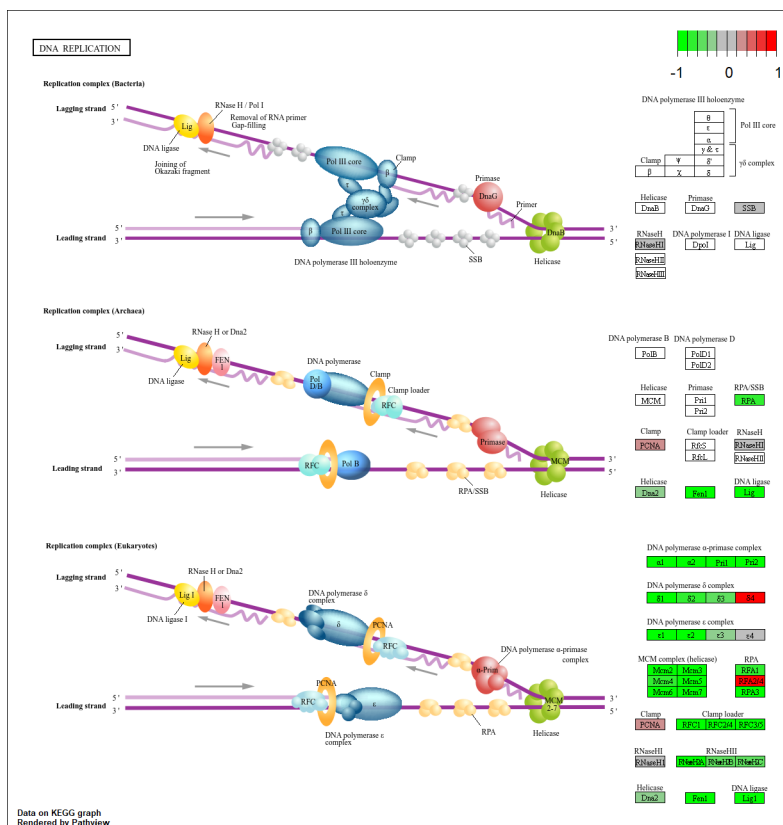 DNA REPLICATION
-1 0 1
Replication complex (Bacteria)
Lagging strand
5'
3'
RNase H / Pol I
Removal of RNA primer
Gap-filling
Lig
DNA ligase
Joining of
Okazaki fragment
Pol III core
Clamp
β
τ
γδ
complex
τ
Primase
DnaG
Primer
DnaB
Leading strand
5'
3'
β
Pol III core
3'
5'
SSB
Helicase
DNA polymerase III holoenzyme
DNA polymerase III holoenzyme
θ
ε
α
Pol III core
γ & τ
Clamp Ψ δ'
β χ δ
γδ complex
Helicase Primase
DnaB DnaG SSB
RNaseH DNA polymerase I DNA ligase
RNaseHI DpoI Lig
RNaseHII
RNaseHIII
Replication complex (Archaea)
Lagging strand
5'
3'
RNase H or Dna2
Lig
FEN
1
DNA ligase
DNA polymerase
Pol
D/B
Clamp
Clamp loader
RFC
Primase
Leading strand
5'
3'
RFC
Pol B
MCM
3'
5'
RPA/SSB
Helicase
DNA polymerase B DNA polymerase D
PolB PolD1
PolD2
Helicase Primase RPA/SSB
MCM Pri1 RPA
Pri2
Clamp Clamp loader RNaseH
PCNA RfcS RNaseHI
RfcL RNaseHII
Helicase DNA ligase
Dna2 Fen1 Lig
Replication complex (Eukaryotes)
Lagging strand
5'
3'
RNase H or Dna2
Lig I
FEN
1
DNA ligase I
DNA polymerase δ
complex
δ
PCNA
RFC
DNA polymerase α-primase
complex
α-Prim
Leading strand
5'
3'
PCNA
RFC
ε
DNA polymerase ε
complex
RPA
MCM
2-7
Helicase
3'
5'
DNA polymerase α-primase complex
α1 α2 Pri1 Pri2
DNA polymerase δ complex
δ1 δ2 δ3 δ4
DNA polymerase ε complex
ε1 ε2 ε3 ε4
MCM complex (helicase) RPA
Mcm2 Mcm3 RPA1
Mcm4 Mcm5 RPA2/4
Mcm6 Mcm7 RPA3
Clamp Clamp loader
PCNA RFC1 RFC2/4 RFC3/5
RNaseHI RNaseHII
RNaseH1 RNaseH2A RNaseH2B RNaseH2C
Helicase DNA ligase
Dna2 Fen1 Lig1
Data on KEGG graph
Rendered by Pathview